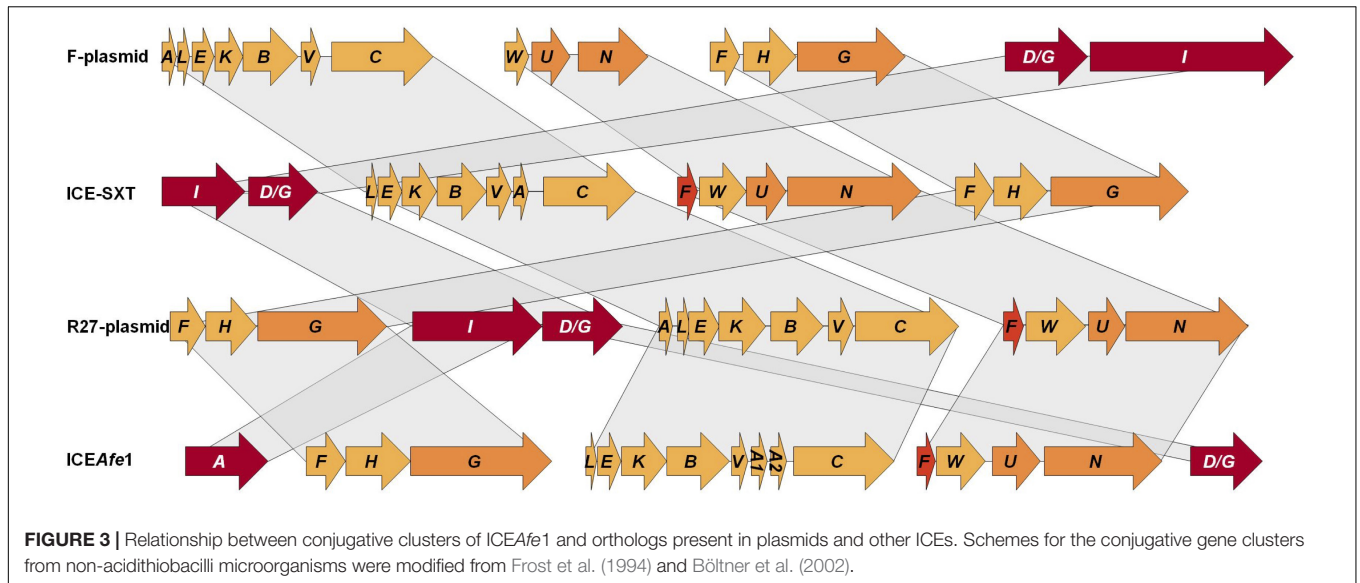 F-plasmid A L E K B V C W U N F H G D/G I
ICE-SXT I D/G L E K B V A C F W U N F H G
R27-plasmid F H G I D/G A L E K B V C F W U N
ICEAfe1 A F H G L E K B V A1 A2 C F W U N D/G
FIGURE 3 | Relationship between conjugative clusters of ICEAfe1 and orthologs present in plasmids and other ICEs. Schemes for the conjugative gene clusters
from non-acidithiobacilli microorganisms were modified from Frost et al. (1994) and Böltner et al. (2002).